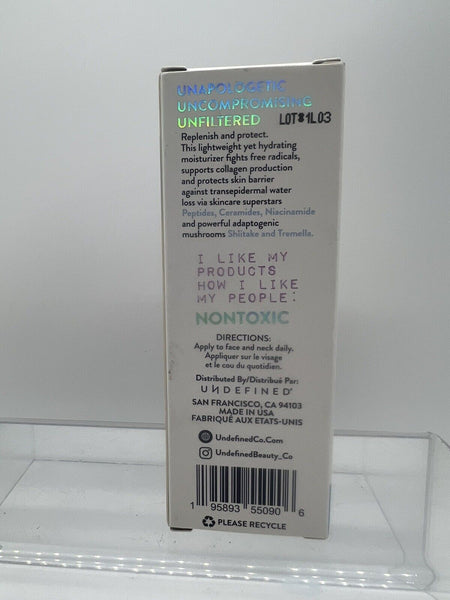 UNAPOLOGETIC
UNCOMPROMISING
UNFILTERED LOT#1L03
Replenish and protect.
This lightweight yet hydrating
moisturizer fights free radicals,
supports collagen production
and protects skin barrier
against transepidermal water
loss via skincare superstars
Peptides, Ceramides, Niacinamide
and powerful adaptogenic
mushrooms Shiitake and Tremella.
I LIKE MY
PRODUCTS
HOW I LIKE
MY PEOPLE:
NONTOXIC
DIRECTIONS:
Apply to face and neck daily.
Appliquer sur le visage
et le cou du quotidien.
Distributed By/Distribué Par:
UNDEFINED®
SAN FRANCISCO, CA 94103
MADE IN USA
FABRIQUÉ AUX ETATS-UNIS
UndefinedCo.Com
UndefinedBeauty_Co
1 95893 55090 6
PLEASE RECYCLE